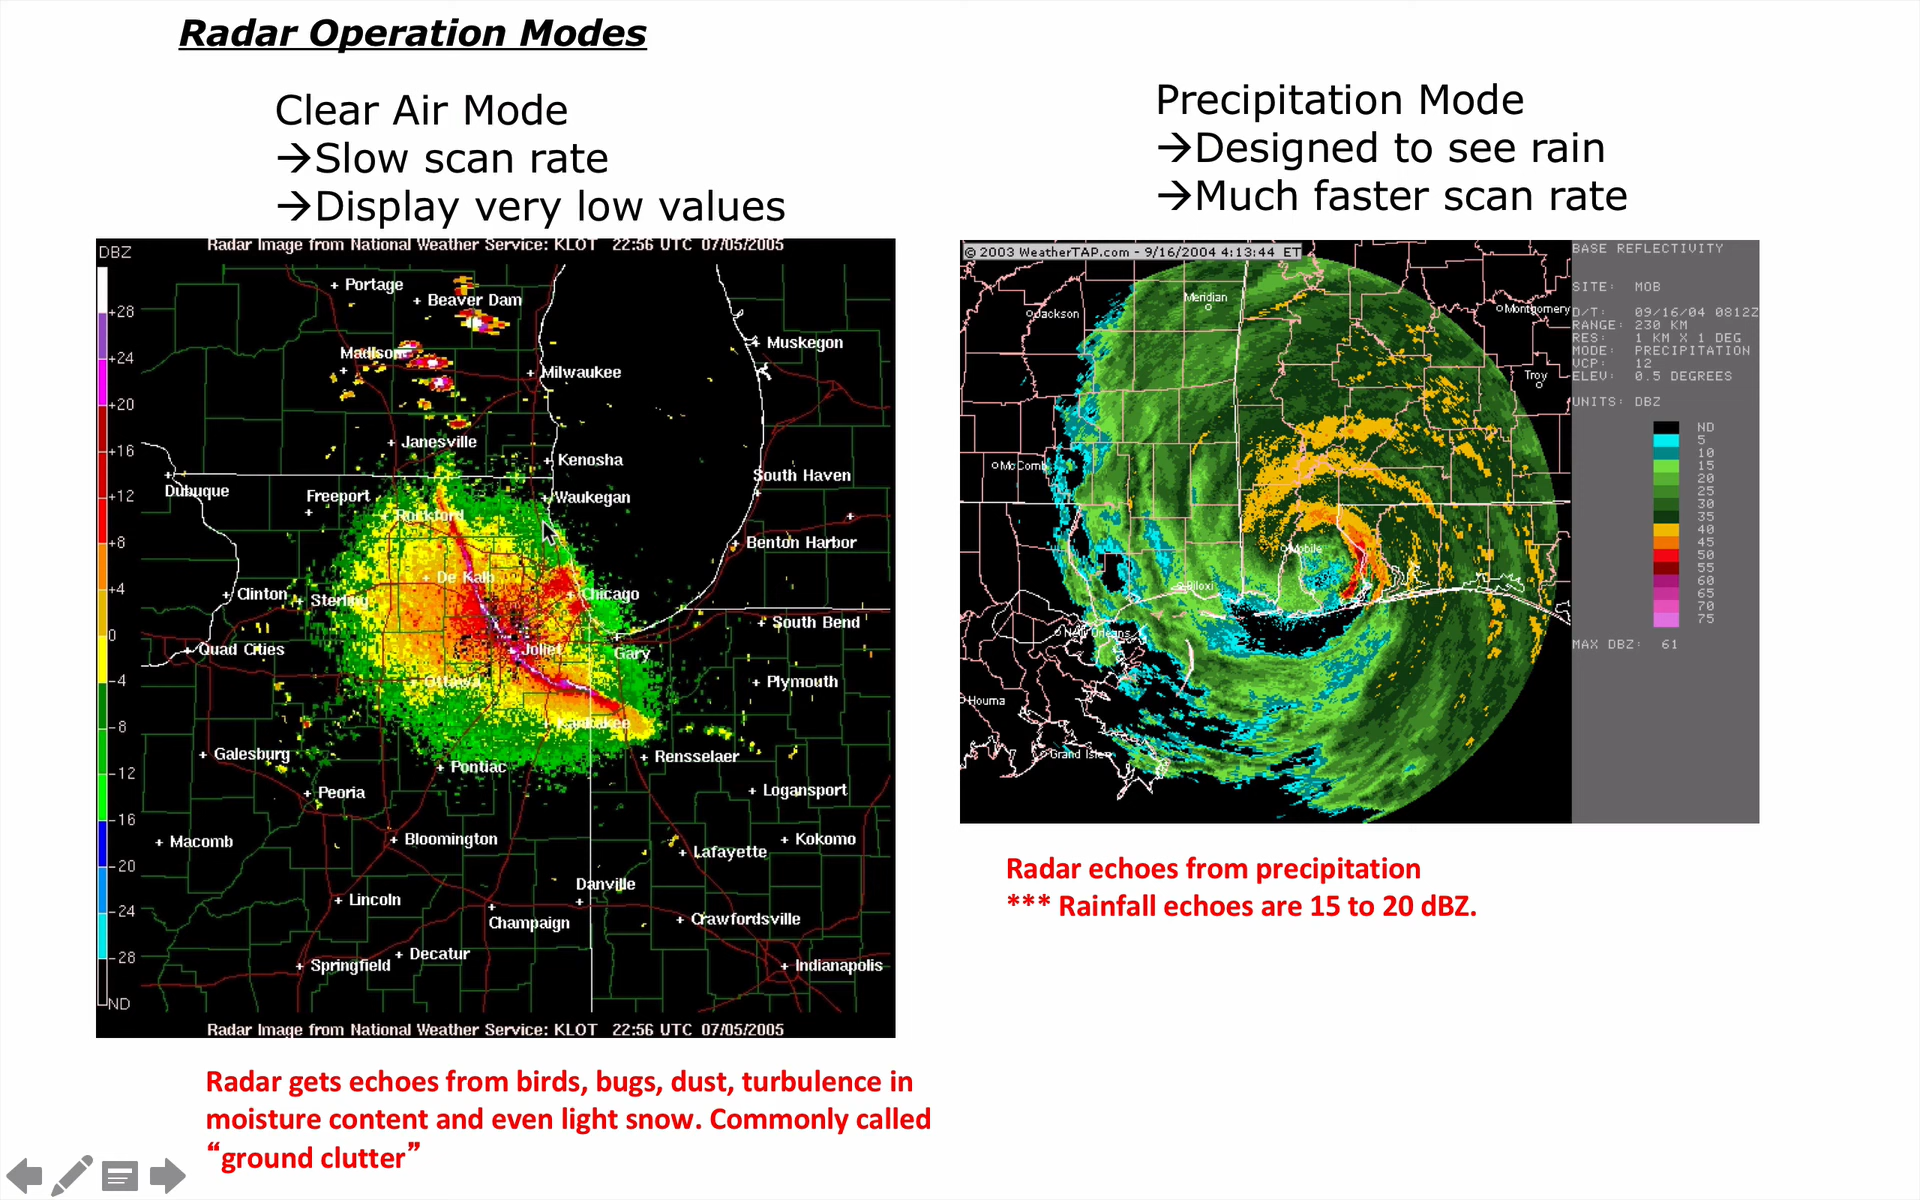 Radar Operation Modes
Clear Air Mode
→Slow scan rate
→Display very low values
Precipitation Mode
→Designed to see rain
→Much faster scan rate
Radar Image from National Weather Service: KLOT 22:56 UTC 07/05/2005
DBZ
+28
+24
+20
+16
+12
+8
+4
0
-4
-8
-12
-16
-20
-24
-28
ND
Portage
Beaver Dam
Madison
Muskegon
Milwaukee
Janesville
Kenosha
South Haven
Dubuque
Freeport
Waukegan
Rockford
Benton Harbor
De Kalb
Clinton
Sterling
Chicago
South Bend
Quad Cities
Joliet
Gary
Ottawa
Plymouth
Kankakee
Galesburg
Rensselaer
Pontiac
Peoria
Logansport
Macomb
Bloomington
Kokomo
Lafayette
Danville
Lincoln
Champaign
Crawfordsville
Decatur
Springfield
Indianapolis
Radar Image from National Weather Service: KLOT 22:56 UTC 07/05/2005
© 2003 WeatherTAP.com - 9/16/2004 4:13:44 ET
Meridian
Jackson
Montgomery
Troy
McComb
Mobile
Biloxi
New Orleans
Houma
Grand Isle
BASE REFLECTIVITY
SITE: MOB
D/T: 09/16/04 0812Z
RANGE: 230 KM
RES: 1 KM X 1 DEG
MODE: PRECIPITATION
VCP: 12
ELEV: 0.5 DEGREES
UNITS: DBZ
ND
5
10
15
20
25
30
35
40
45
50
55
60
65
70
75
MAX DBZ: 61
Radar echoes from precipitation
*** Rainfall echoes are 15 to 20 dBZ.
Radar gets echoes from birds, bugs, dust, turbulence in
moisture content and even light snow. Commonly called
“ground clutter”